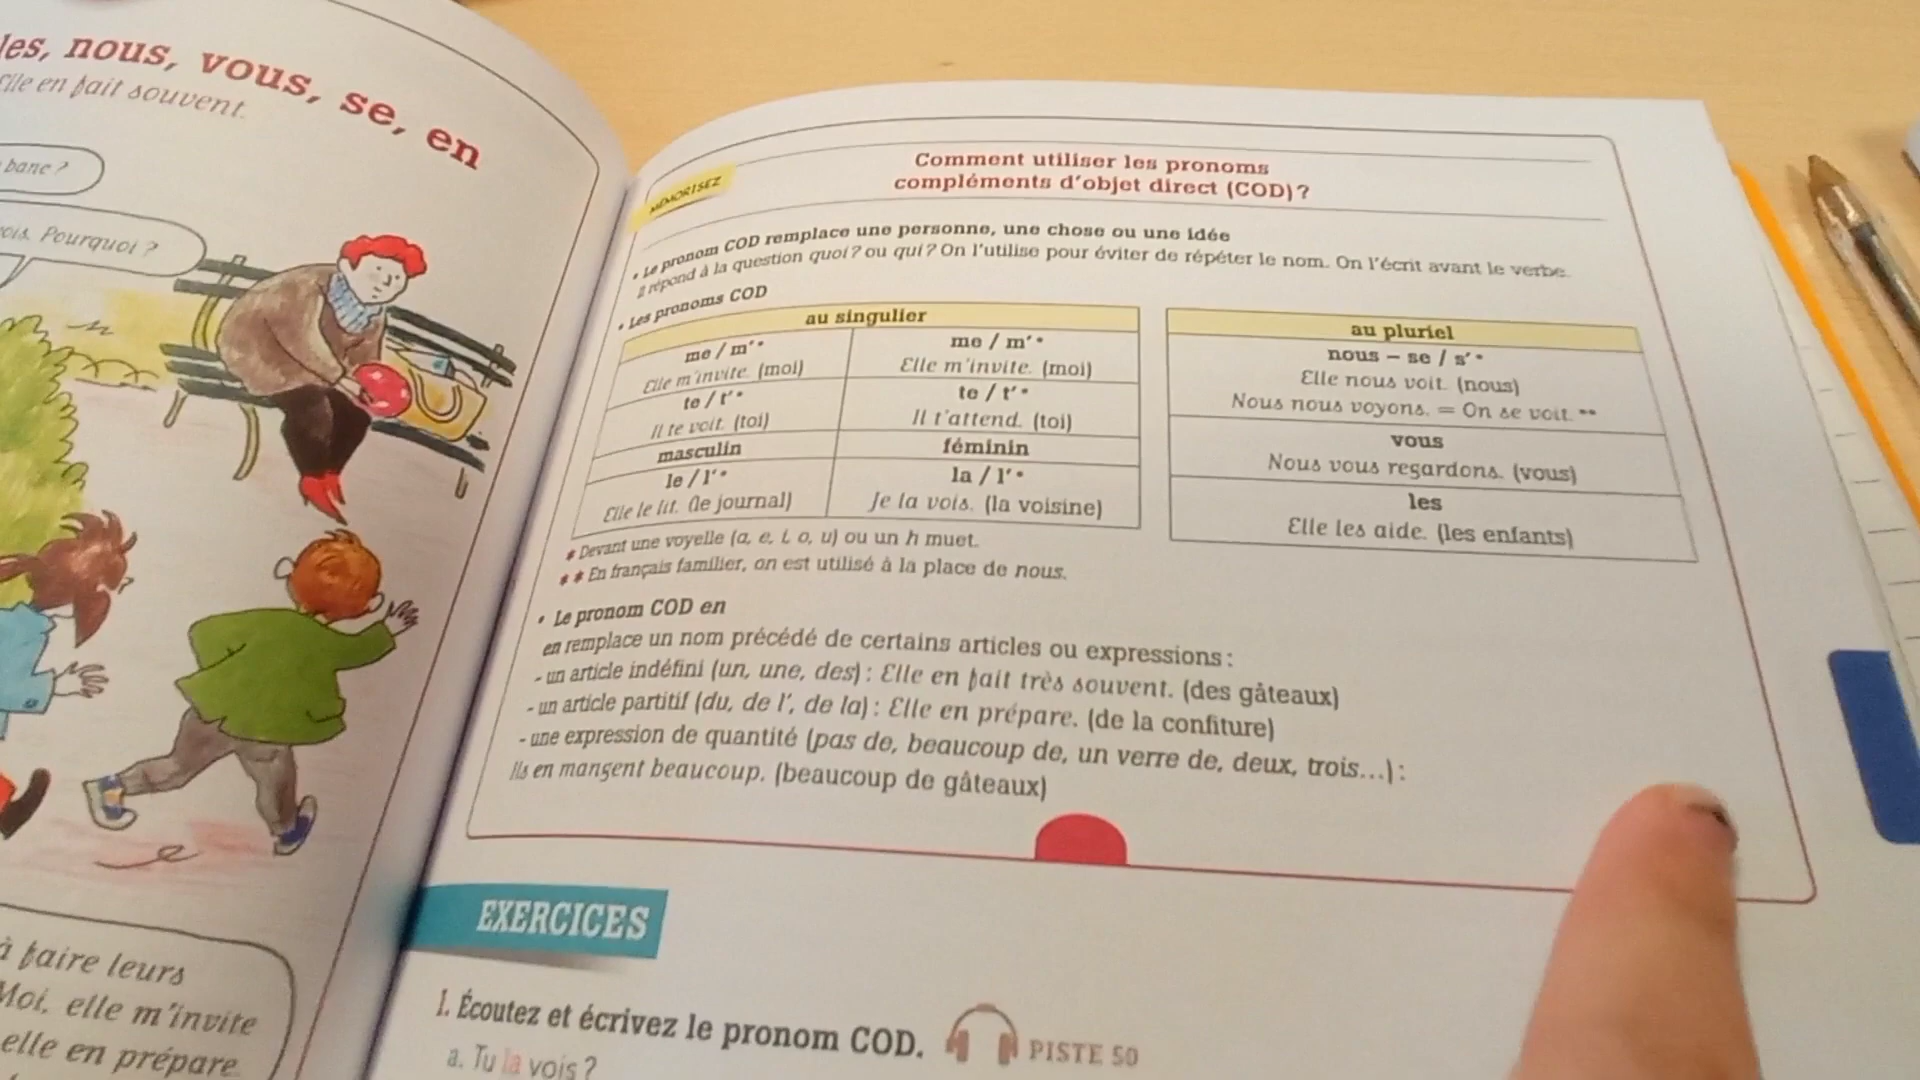 les, nous, vous, se, en
Elle en fait souvent.
banc ?
Pourquoi ?
à faire leurs
Moi, elle m'invite
elle en prépare
MÉMORISEZ
Comment utiliser les pronoms
compléments d'objet direct (COD) ?
• Le pronom COD remplace une personne, une chose ou une idée
Il répond à la question quoi ? ou qui ? On l'utilise pour éviter de répéter le nom. On l'écrit avant le verbe.
• Les pronoms COD
au singulier
me / m'* me / m'*
Elle m'invite. (moi) Elle m'invite. (moi)
te / t'* te / t'*
Il te voit. (toi) Il t'attend. (toi)
masculin féminin
le / l'* la / l'*
Elle le lit. (le journal) Je la vois. (la voisine)
au pluriel
nous – se / s'*
Elle nous voit. (nous)
Nous nous voyons. = On se voit.**
vous
Nous vous regardons. (vous)
les
Elle les aide. (les enfants)
* Devant une voyelle (a, e, i, o, u) ou un h muet.
** En français familier, on est utilisé à la place de nous.
• Le pronom COD en
en remplace un nom précédé de certains articles ou expressions :
- un article indéfini (un, une, des) : Elle en fait très souvent. (des gâteaux)
- un article partitif (du, de l', de la) : Elle en prépare. (de la confiture)
- une expression de quantité (pas de, beaucoup de, un verre de, deux, trois...) :
Ils en mangent beaucoup. (beaucoup de gâteaux)
EXERCICES
1. Écoutez et écrivez le pronom COD. PISTE 50
a. Tu la vois ?